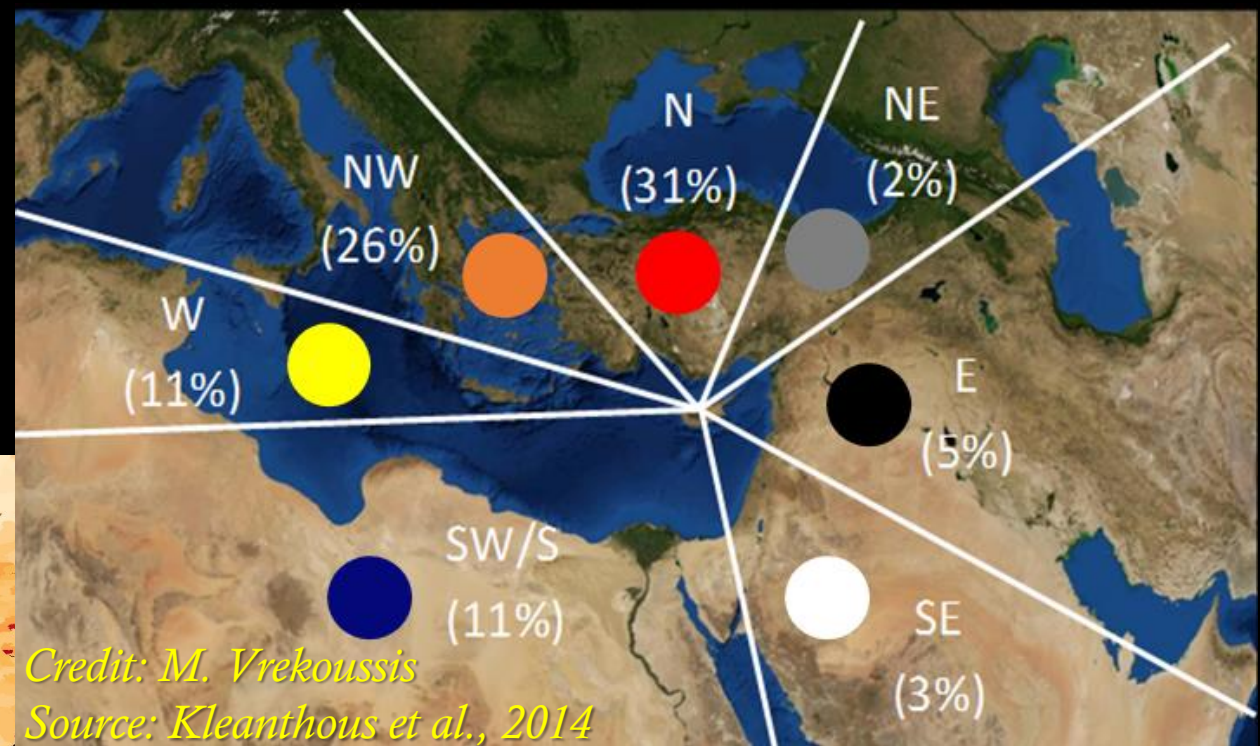 N
(31%)
NE
(2%)
NW
(26%)
W
(11%)
E
(5%)
SW/S
(11%)
SE
(3%)
Credit: M. Vrekoussis
Source: Kleanthous et al., 2014